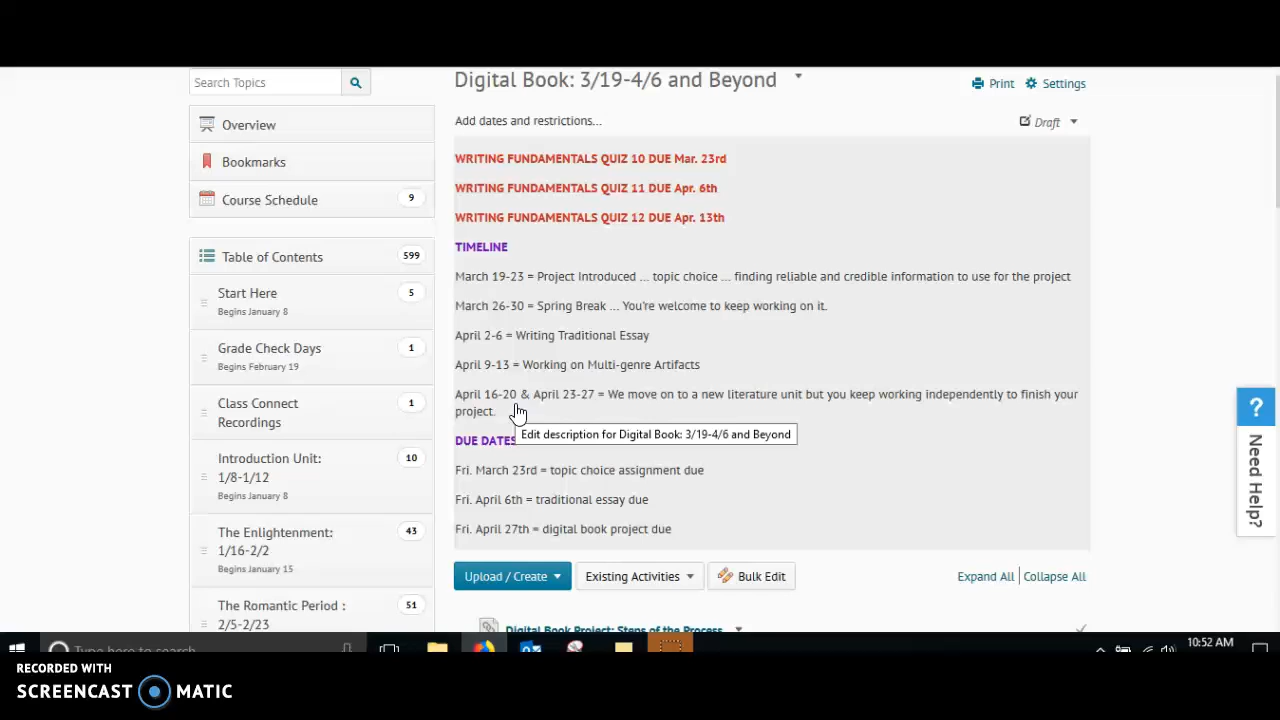 Search Topics
Overview
Bookmarks
Course Schedule
9
Table of Contents
599
Start Here
5
Begins January 8
Grade Check Days
1
Begins February 19
Class Connect
1
Recordings
Introduction Unit:
10
1/8-1/12
Begins January 8
The Enlightenment:
43
1/16-2/2
Begins January 15
The Romantic Period :
51
2/5-2/23
Digital Book: 3/19-4/6 and Beyond
Print
Settings
Add dates and restrictions...
Draft
WRITING FUNDAMENTALS QUIZ 10 DUE Mar. 23rd
WRITING FUNDAMENTALS QUIZ 11 DUE Apr. 6th
WRITING FUNDAMENTALS QUIZ 12 DUE Apr. 13th
TIMELINE
March 19-23 = Project Introduced ... topic choice ... finding reliable and credible information to use for the project
March 26-30 = Spring Break ... You're welcome to keep working on it.
April 2-6 = Writing Traditional Essay
April 9-13 = Working on Multi-genre Artifacts
April 16-20 & April 23-27 = We move on to a new literature unit but you keep working independently to finish your
project.
Edit description for Digital Book: 3/19-4/6 and Beyond
DUE DATES
Fri. March 23rd = topic choice assignment due
Fri. April 6th = traditional essay due
Fri. April 27th = digital book project due
Upload / Create
Existing Activities
Bulk Edit
Expand All
Collapse All
Digital Book Project: Steps of the Process
?
Need Help?
Type here to search
10:52 AM
RECORDED WITH
SCREENCAST MATIC